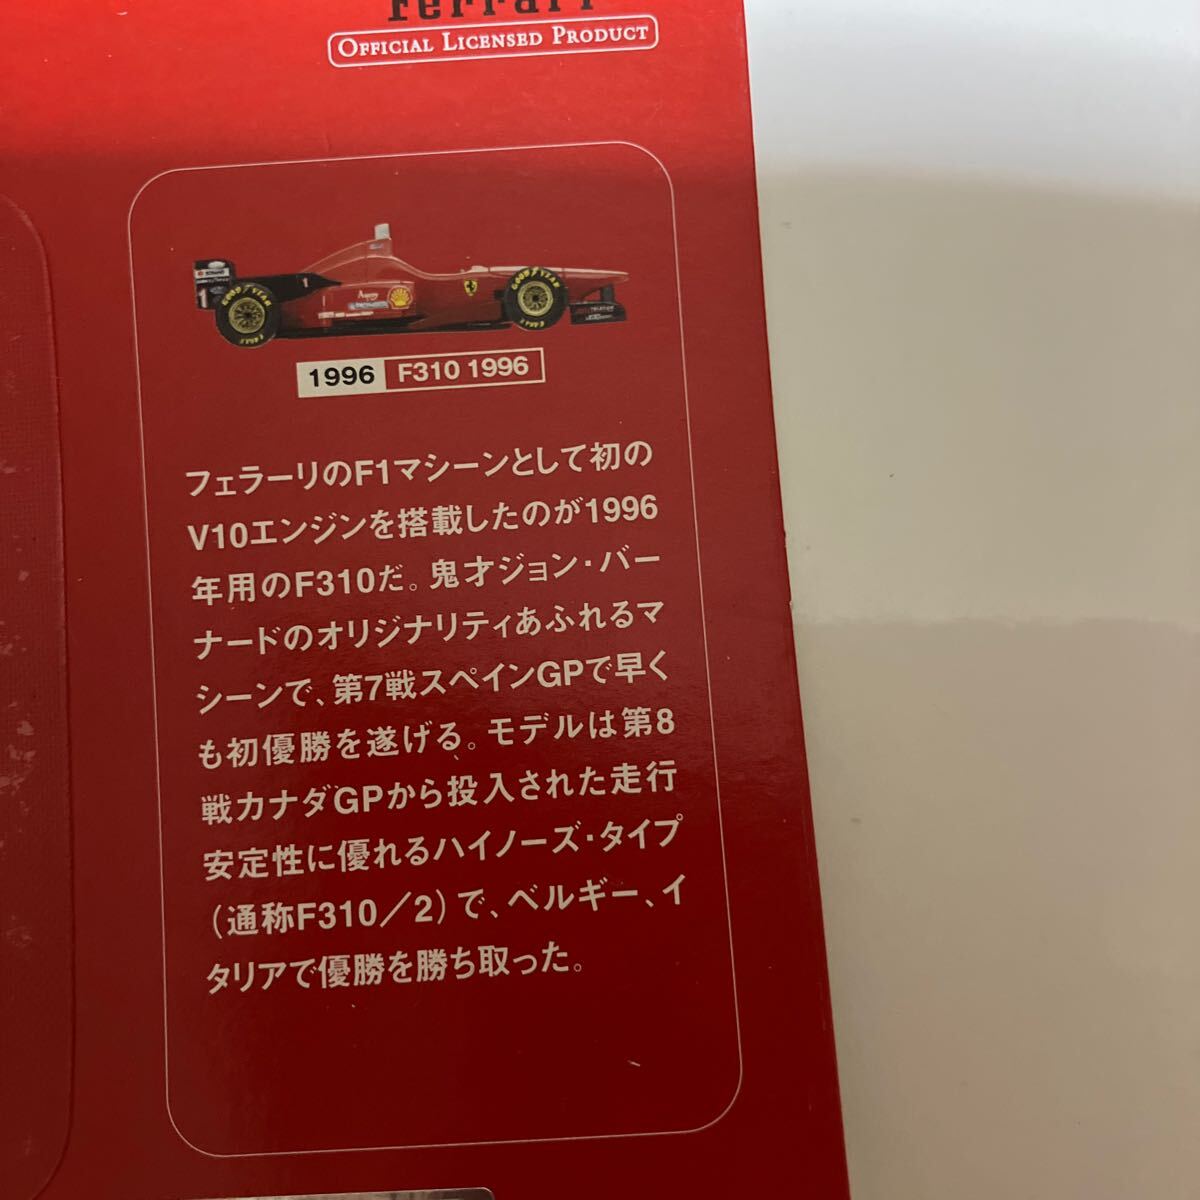 Ferrari
OFFICIAL LICENSED PRODUCT
1996 F310 1996
フェラーリのF1マシーンとして初の
V10エンジンを搭載したのが1996
年用のF310だ。鬼才ジョン・バー
ナードのオリジナリティあふれるマ
シーンで、第7戦スペインGPで早く
も初優勝を遂げる。モデルは第8
戦カナダGPから投入された走行
安定性に優れるハイノーズ・タイプ
(通称F310／2)で、ベルギー、イ
タリアで優勝を勝ち取った。